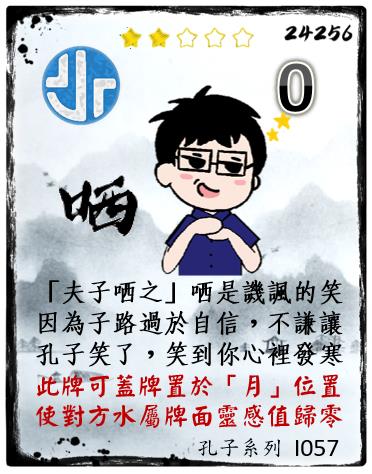 24256
0
哂
「夫子哂之」哂是譏諷的笑
因為子路過於自信，不謙讓
孔子笑了，笑到你心裡發寒
此牌可蓋牌置於「月」位置
使對方水屬牌面靈感值歸零
孔子系列 I057